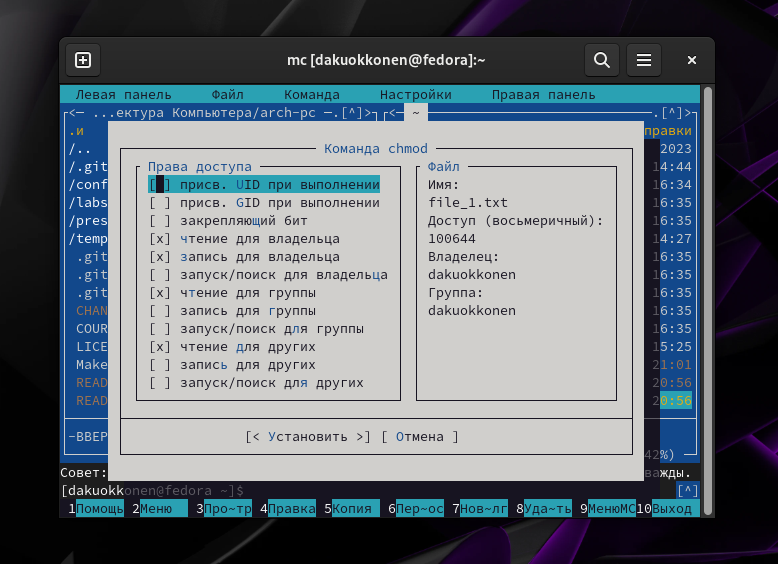 mc [dakuokkonen@fedora]:~
Левая панель Файл Команда Настройки Правая панель
<─ ...ектура Компьютера/arch-pc ─.[^]> <─ ~ .[^]>
.и правки
/.. Команда chmod 2023
/.git Права доступа Файл 14:44
/conf [ ] присв. UID при выполнении Имя: 16:34
/labs [ ] присв. GID при выполнении file_1.txt 16:35
/pres [ ] закрепляющий бит Доступ (восьмеричный): 16:35
/temp [x] чтение для владельца 100644 14:27
.git [x] запись для владельца Владелец: 16:35
.git [ ] запуск/поиск для владельца dakuokkonen 16:35
.git [x] чтение для группы Группа: 16:35
CHAN [ ] запись для группы dakuokkonen 16:35
COUR [ ] запуск/поиск для группы 16:35
LICE [x] чтение для других 15:25
Make [ ] запись для других 21:01
READ [ ] запуск/поиск для других 20:56
READ 20:56
-ВВЕР [< Установить >] [ Отмена ]
42%)
Совет: важды.
[dakuokkonen@fedora ~]$ [^]
1Помощь 2Меню 3Про~тр 4Правка 5Копия 6Пер~ос 7Нов~лг 8Уда~ть 9МенюMC 10Выход